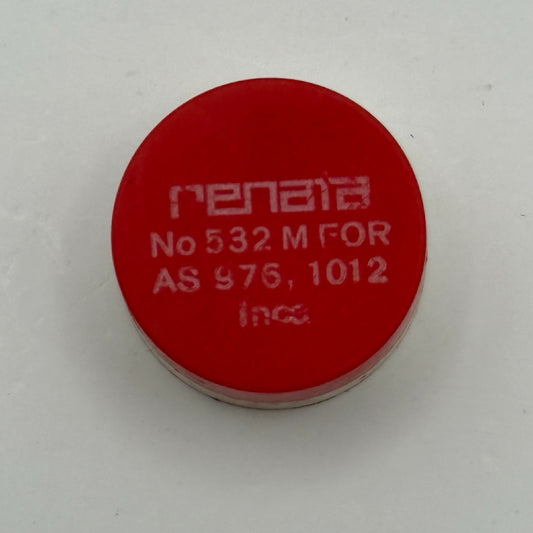 renata
No 532 M FOR
AS 976, 1012
Inca